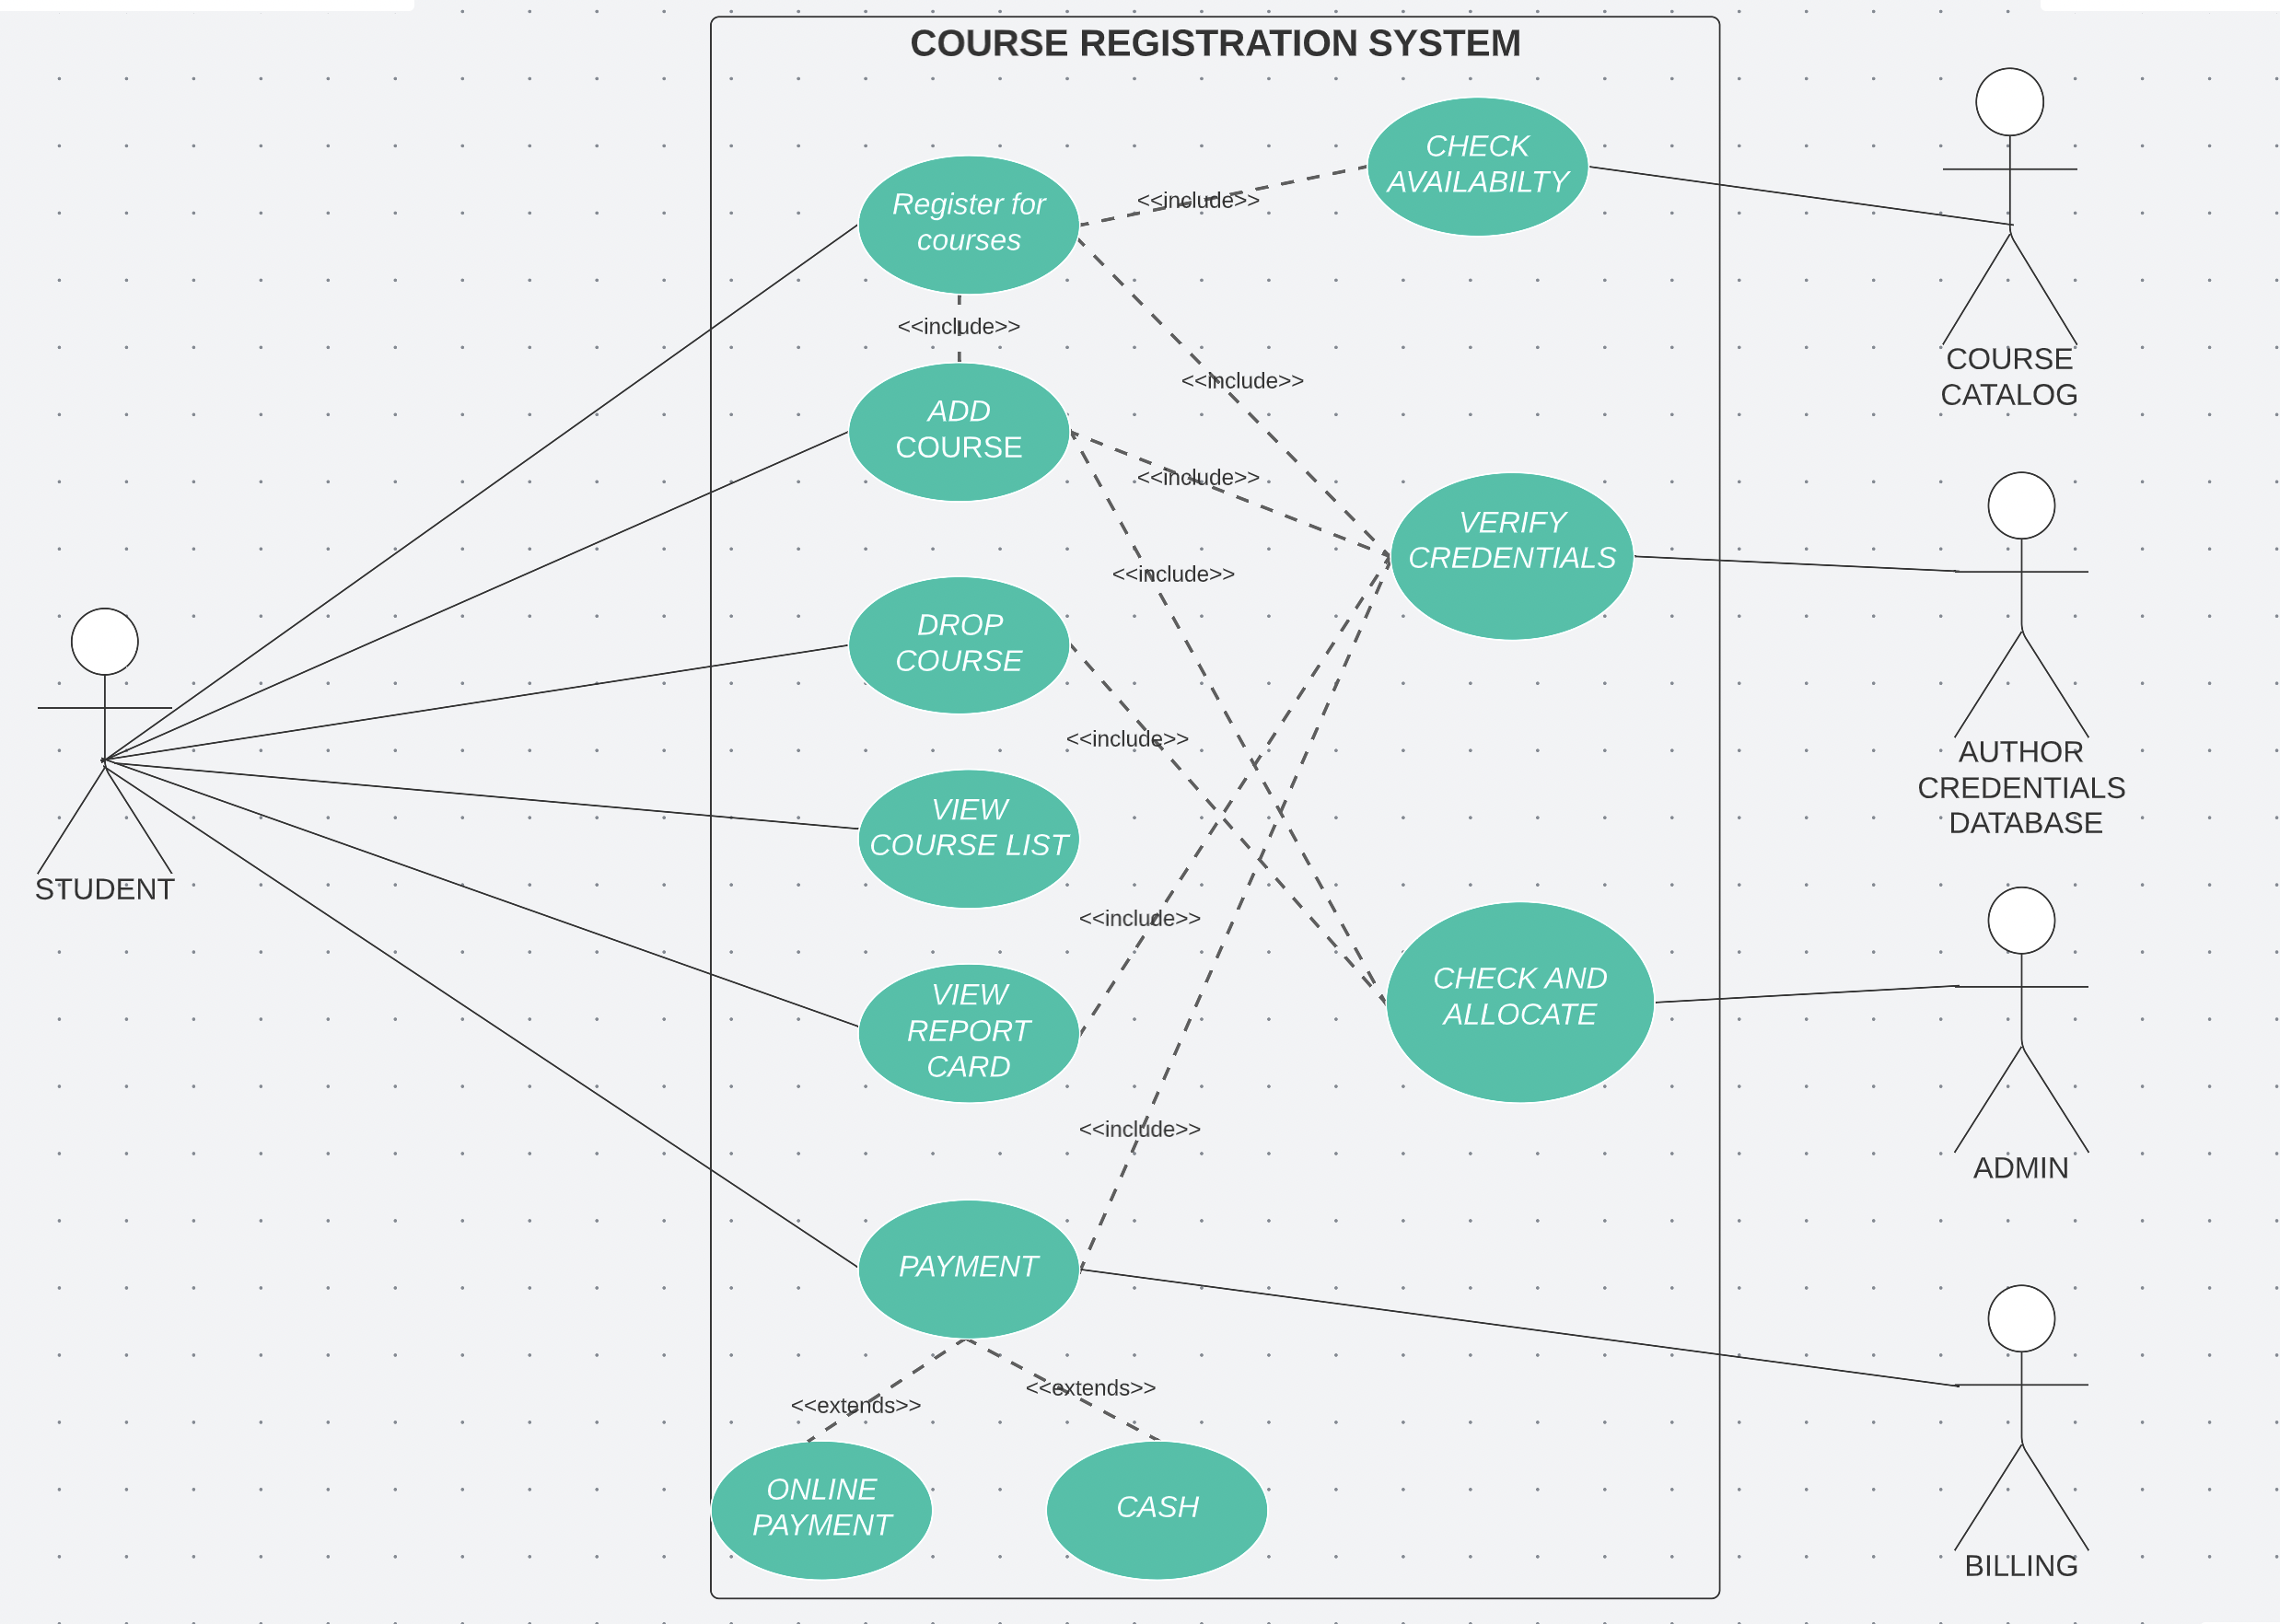 COURSE REGISTRATION SYSTEM
CHECK
AVAILABILTY
Register for
courses
<<include>>
<<include>>
COURSE
CATALOG
<<include>>
ADD
COURSE
<<include>>
VERIFY
CREDENTIALS
<<include>>
DROP
COURSE
<<include>>
AUTHOR
CREDENTIALS
DATABASE
VIEW
COURSE LIST
STUDENT
<<include>>
CHECK AND
ALLOCATE
VIEW
REPORT
CARD
<<include>>
ADMIN
PAYMENT
<<extends>>
<<extends>>
ONLINE
PAYMENT
CASH
BILLING